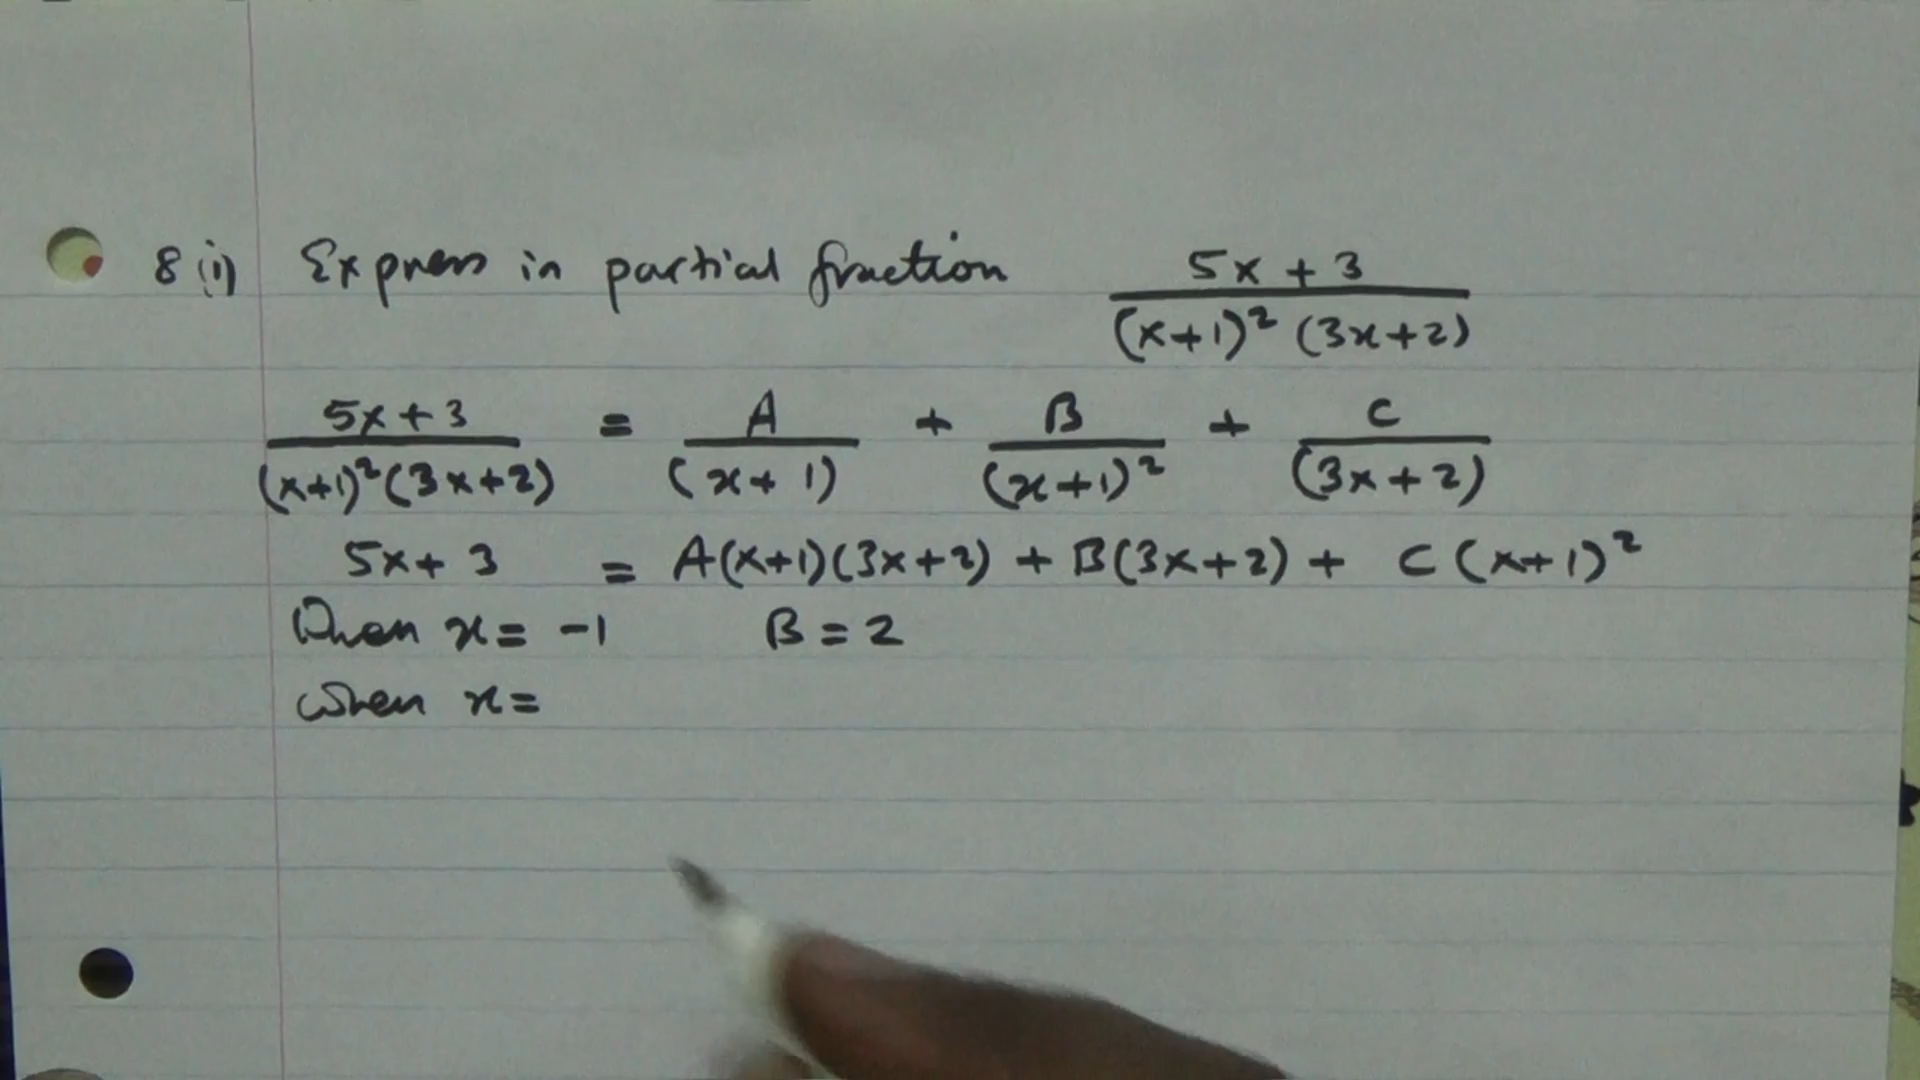 8(i) Express in partial fraction 5x + 3 / (x+1)² (3x+2)
5x + 3 / (x+1)²(3x+2) = A / (x + 1) + B / (x+1)² + C / (3x + 2)
5x + 3 = A(x+1)(3x+2) + B(3x+2) + C(x+1)²
When x = -1 B = 2
when x =